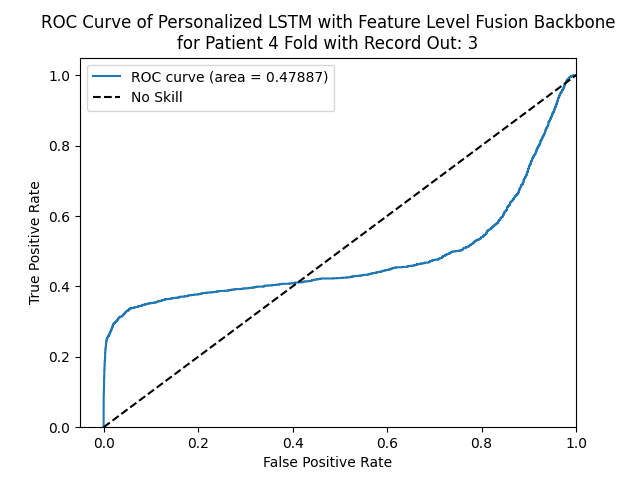 ROC Curve of Personalized LSTM with Feature Level Fusion Backbone
for Patient 4 Fold with Record Out: 3
ROC curve (area = 0.47887)
No Skill
True Positive Rate
1.0
0.8
0.6
0.4
0.2
0.0
0.0 0.2 0.4 0.6 0.8 1.0
False Positive Rate